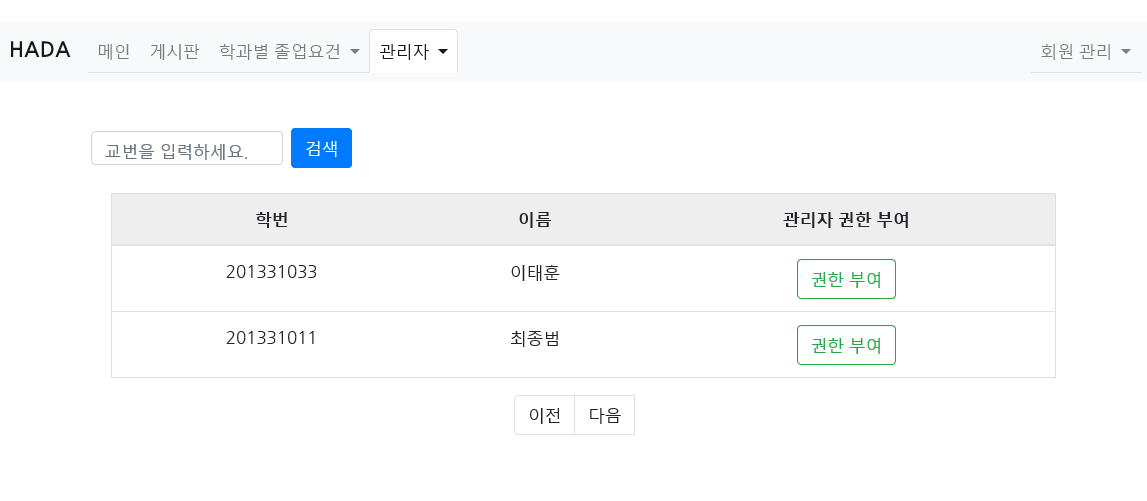 HADA 메인 게시판 학과별 졸업요건 관리자 회원 관리
교번을 입력하세요. 검색
학번 이름 관리자 권한 부여
201331033 이태훈 권한 부여
201331011 최종범 권한 부여
이전 다음